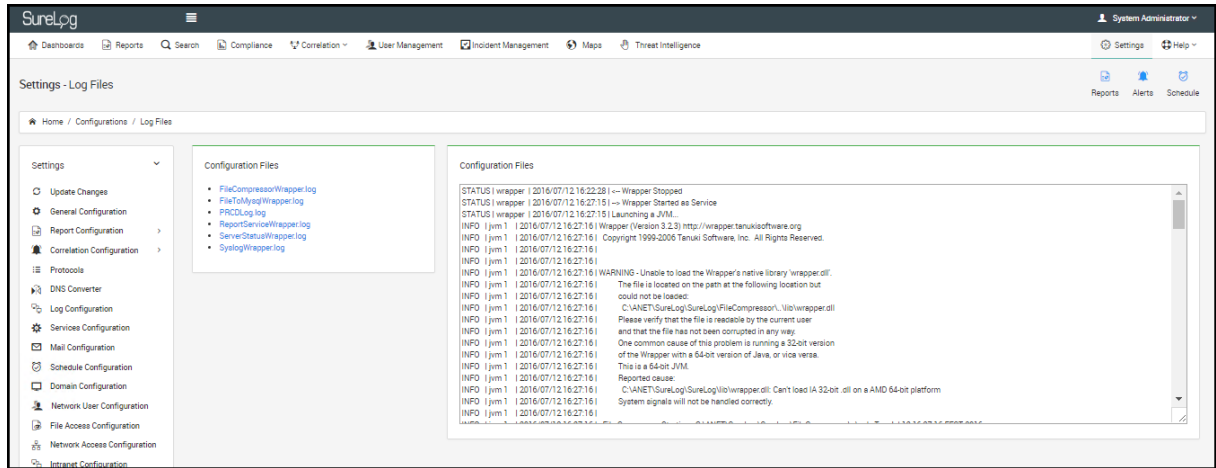 SureLog
System Administrator
Dashboards Reports Search Compliance Correlation User Management Incident Management Maps Threat Intelligence Settings Help
Settings - Log Files
Reports Alerts Schedule
Home / Configurations / Log Files
Settings
Update Changes
General Configuration
Report Configuration
Correlation Configuration
Protocols
DNS Converter
Log Configuration
Services Configuration
Mail Configuration
Schedule Configuration
Domain Configuration
Network User Configuration
File Access Configuration
Network Access Configuration
Intranet Configuration
Configuration Files
FileCompressorWrapper.log
FileToMysqlWrapper.log
PRCDLog.log
ReportServiceWrapper.log
ServerStatusWrapper.log
SyslogWrapper.log
Configuration Files
STATUS | wrapper | 2016/07/12 16:22:28 | <-- Wrapper Stopped
STATUS | wrapper | 2016/07/12 16:27:15 | --> Wrapper Started as Service
STATUS | wrapper | 2016/07/12 16:27:15 | Launching a JVM...
INFO | jvm 1 | 2016/07/12 16:27:16 | Wrapper (Version 3.2.3) http://wrapper.tanukisoftware.org
INFO | jvm 1 | 2016/07/12 16:27:16 | Copyright 1999-2006 Tanuki Software, Inc. All Rights Reserved.
INFO | jvm 1 | 2016/07/12 16:27:16 |
INFO | jvm 1 | 2016/07/12 16:27:16 |
INFO | jvm 1 | 2016/07/12 16:27:16 | WARNING - Unable to load the Wrapper's native library 'wrapper.dll'.
INFO | jvm 1 | 2016/07/12 16:27:16 | The file is located on the path at the following location but
INFO | jvm 1 | 2016/07/12 16:27:16 | could not be loaded:
INFO | jvm 1 | 2016/07/12 16:27:16 | C:\ANET\SureLog\SureLog\FileCompressor\..\lib\wrapper.dll
INFO | jvm 1 | 2016/07/12 16:27:16 | Please verify that the file is readable by the current user
INFO | jvm 1 | 2016/07/12 16:27:16 | and that the file has not been corrupted in any way.
INFO | jvm 1 | 2016/07/12 16:27:16 | One common cause of this problem is running a 32-bit version
INFO | jvm 1 | 2016/07/12 16:27:16 | of the Wrapper with a 64-bit version of Java, or vica versa.
INFO | jvm 1 | 2016/07/12 16:27:16 | This is a 64-bit JVM.
INFO | jvm 1 | 2016/07/12 16:27:16 | Reported cause:
INFO | jvm 1 | 2016/07/12 16:27:16 | C:\ANET\SureLog\SureLog\lib\wrapper.dll: Can't load IA 32-bit .dll on a AMD 64-bit platform
INFO | jvm 1 | 2016/07/12 16:27:16 | System signals will not be handled correctly.
INFO | jvm 1 | 2016/07/12 16:27:16 |